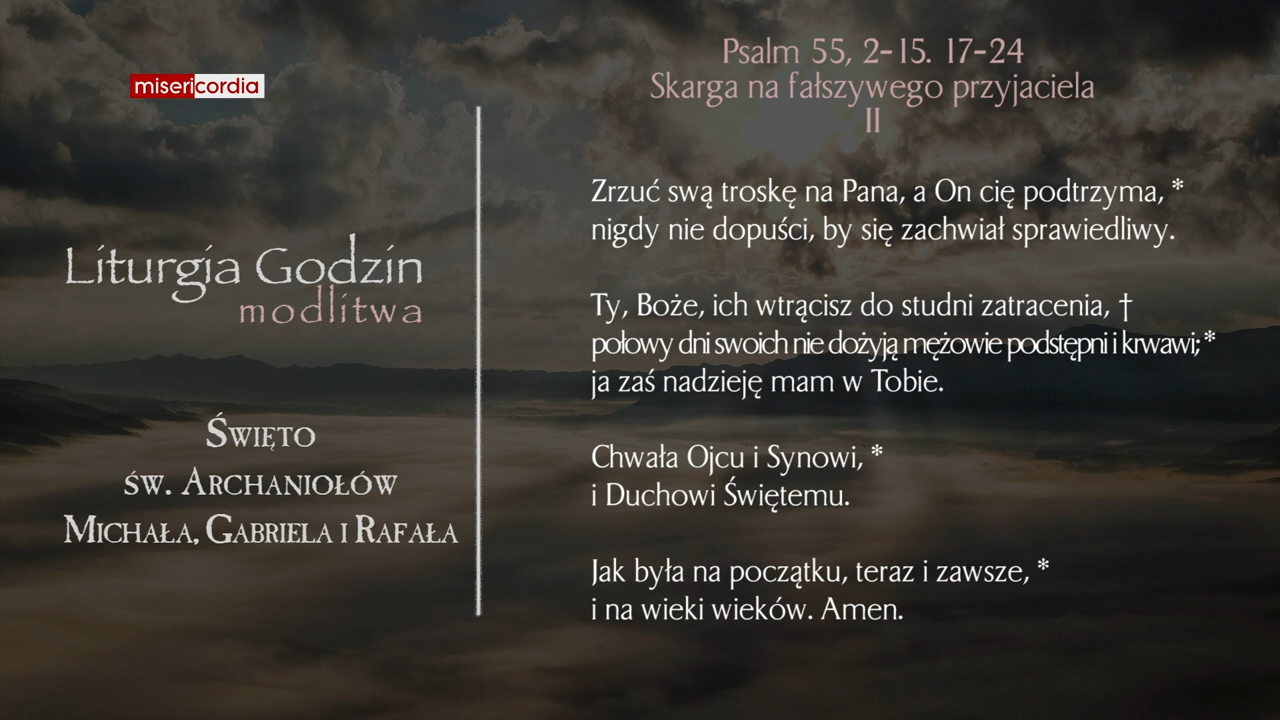 misericordia
Liturgia Godzin
modlitwa
Święto
św. Archaniołów
Michała, Gabriela i Rafała
Psalm 55, 2-15. 17-24
Skarga na fałszywego przyjaciela
II
Zrzuć swą troskę na Pana, a On cię podtrzyma, *
nigdy nie dopuści, by się zachwiał sprawiedliwy.
Ty, Boże, ich wtrącisz do studni zatracenia, †
połowy dni swoich nie dożyją mężowie podstępni i krwawi; *
ja zaś nadzieję mam w Tobie.
Chwała Ojcu i Synowi, *
i Duchowi Świętemu.
Jak była na początku, teraz i zawsze, *
i na wieki wieków. Amen.